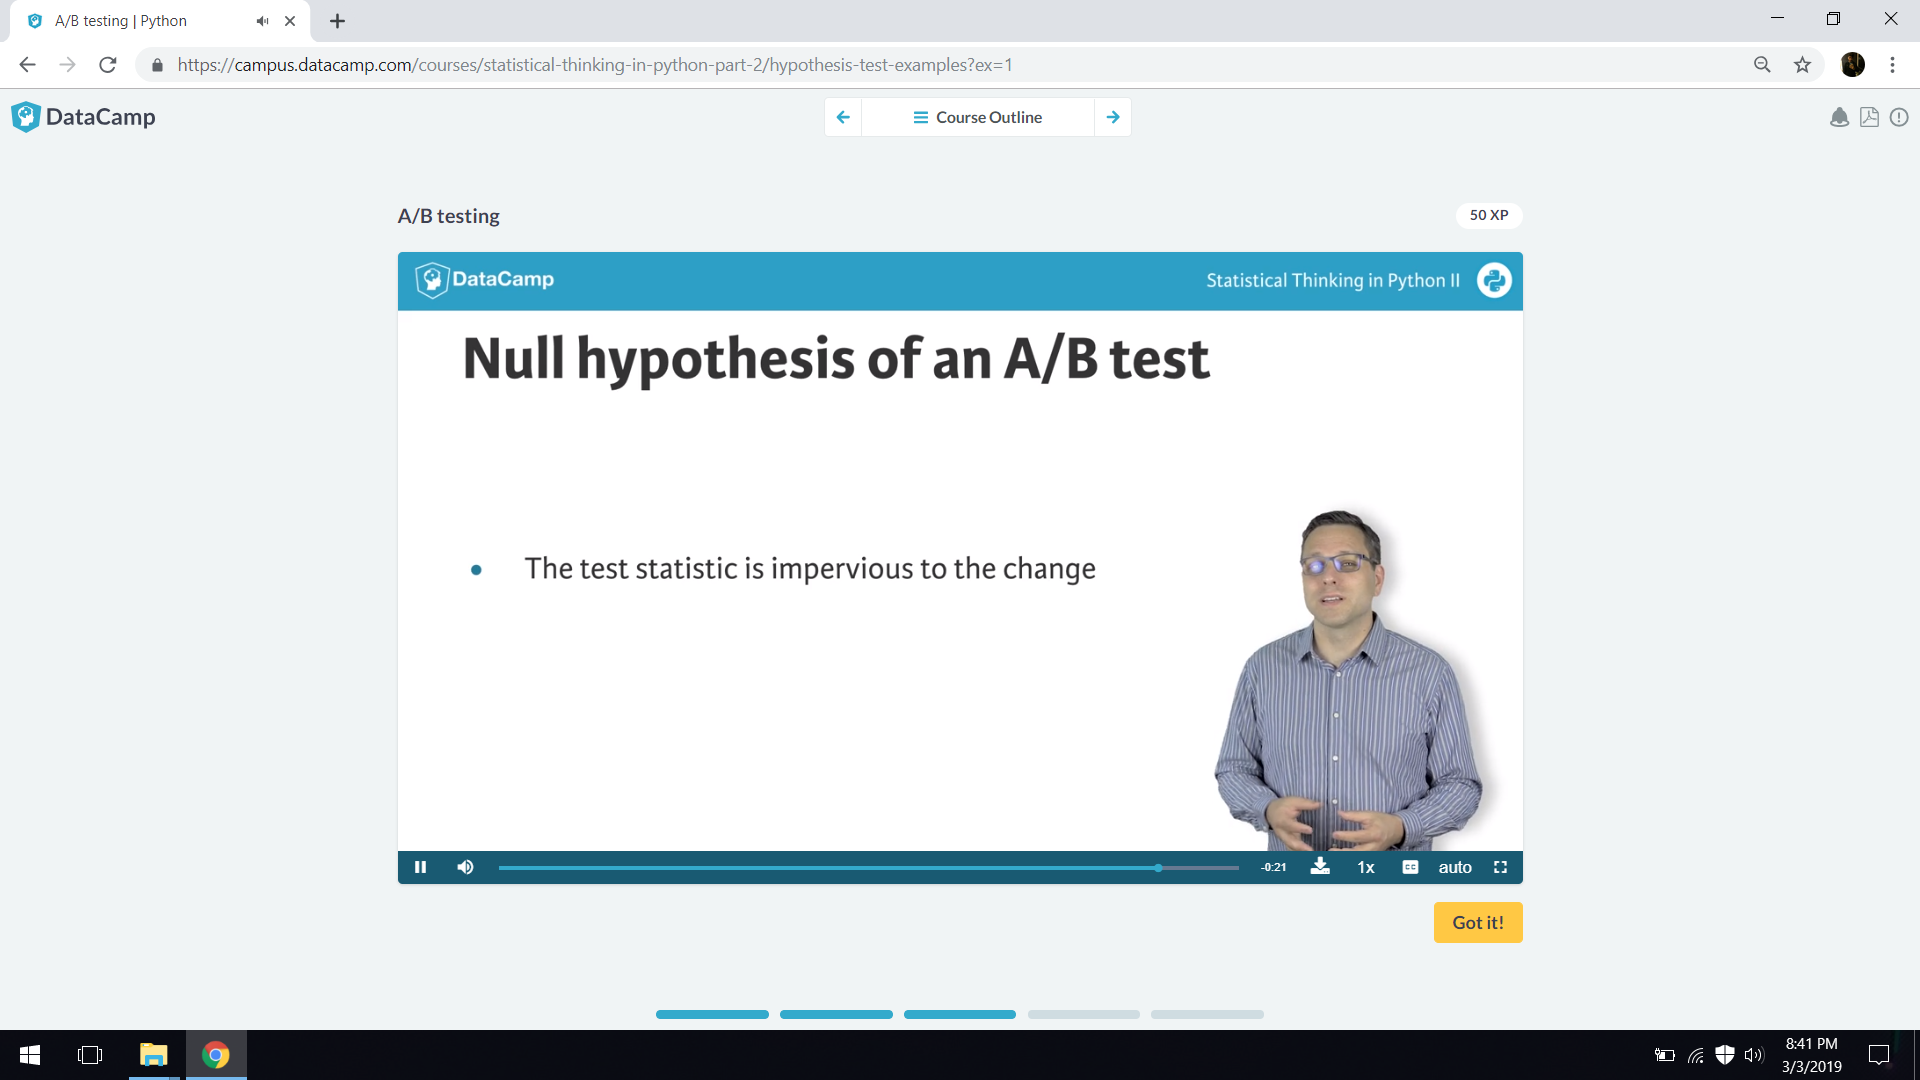 A/B testing | Python
https://campus.datacamp.com/courses/statistical-thinking-in-python-part-2/hypothesis-test-examples?ex=1
DataCamp
Course Outline
A/B testing
50 XP
DataCamp
Statistical Thinking in Python II
Null hypothesis of an A/B test
• The test statistic is impervious to the change
-0:21
1x
CC
auto
Got it!
8:41 PM
3/3/2019